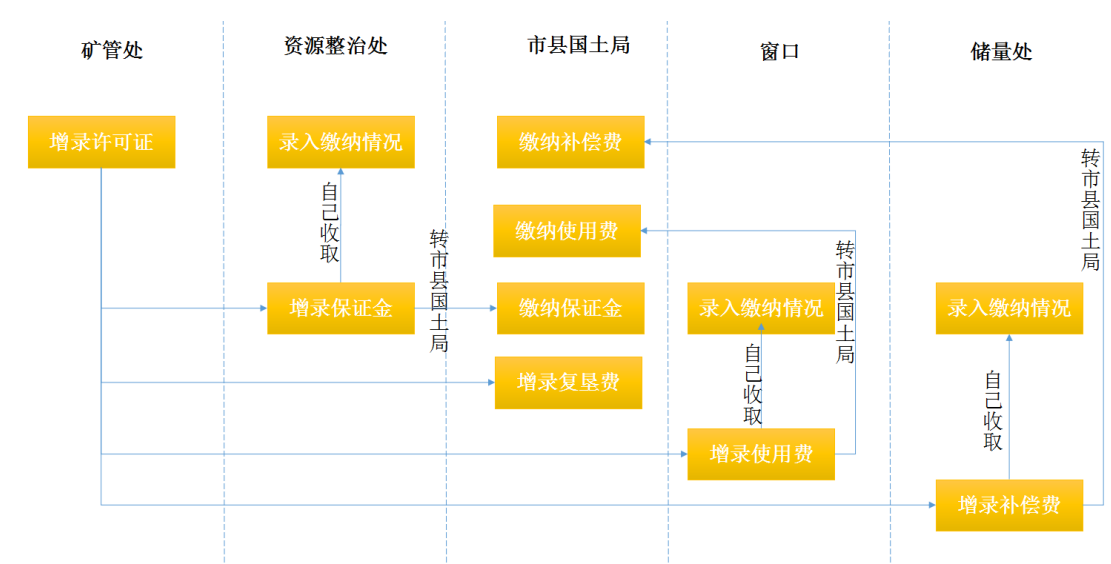 矿管处
资源整治处
市县国土局
窗口
储量处
增录许可证
录入缴纳情况
缴纳补偿费
转市县国土局
自己收取
缴纳使用费
转市县国土局
转市县国土局
增录保证金
缴纳保证金
录入缴纳情况
录入缴纳情况
自己收取
自己收取
增录复垦费
增录使用费
增录补偿费